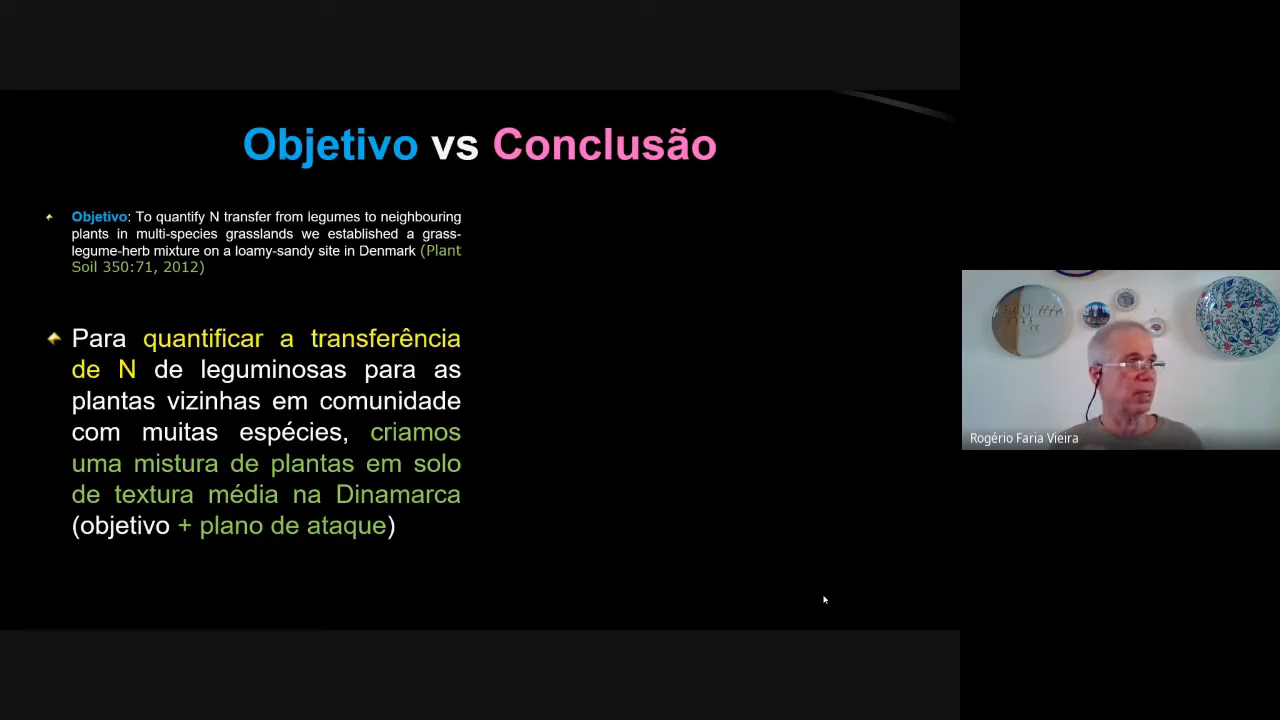 Objetivo vs Conclusão
Objetivo: To quantify N transfer from legumes to neighbouring
plants in multi-species grasslands we established a grass-
legume-herb mixture on a loamy-sandy site in Denmark (Plant
Soil 350:71, 2012)
Para quantificar a transferência
de N de leguminosas para as
plantas vizinhas em comunidade
com muitas espécies, criamos
uma mistura de plantas em solo
de textura média na Dinamarca
(objetivo + plano de ataque)
Rogério Faria Vieira